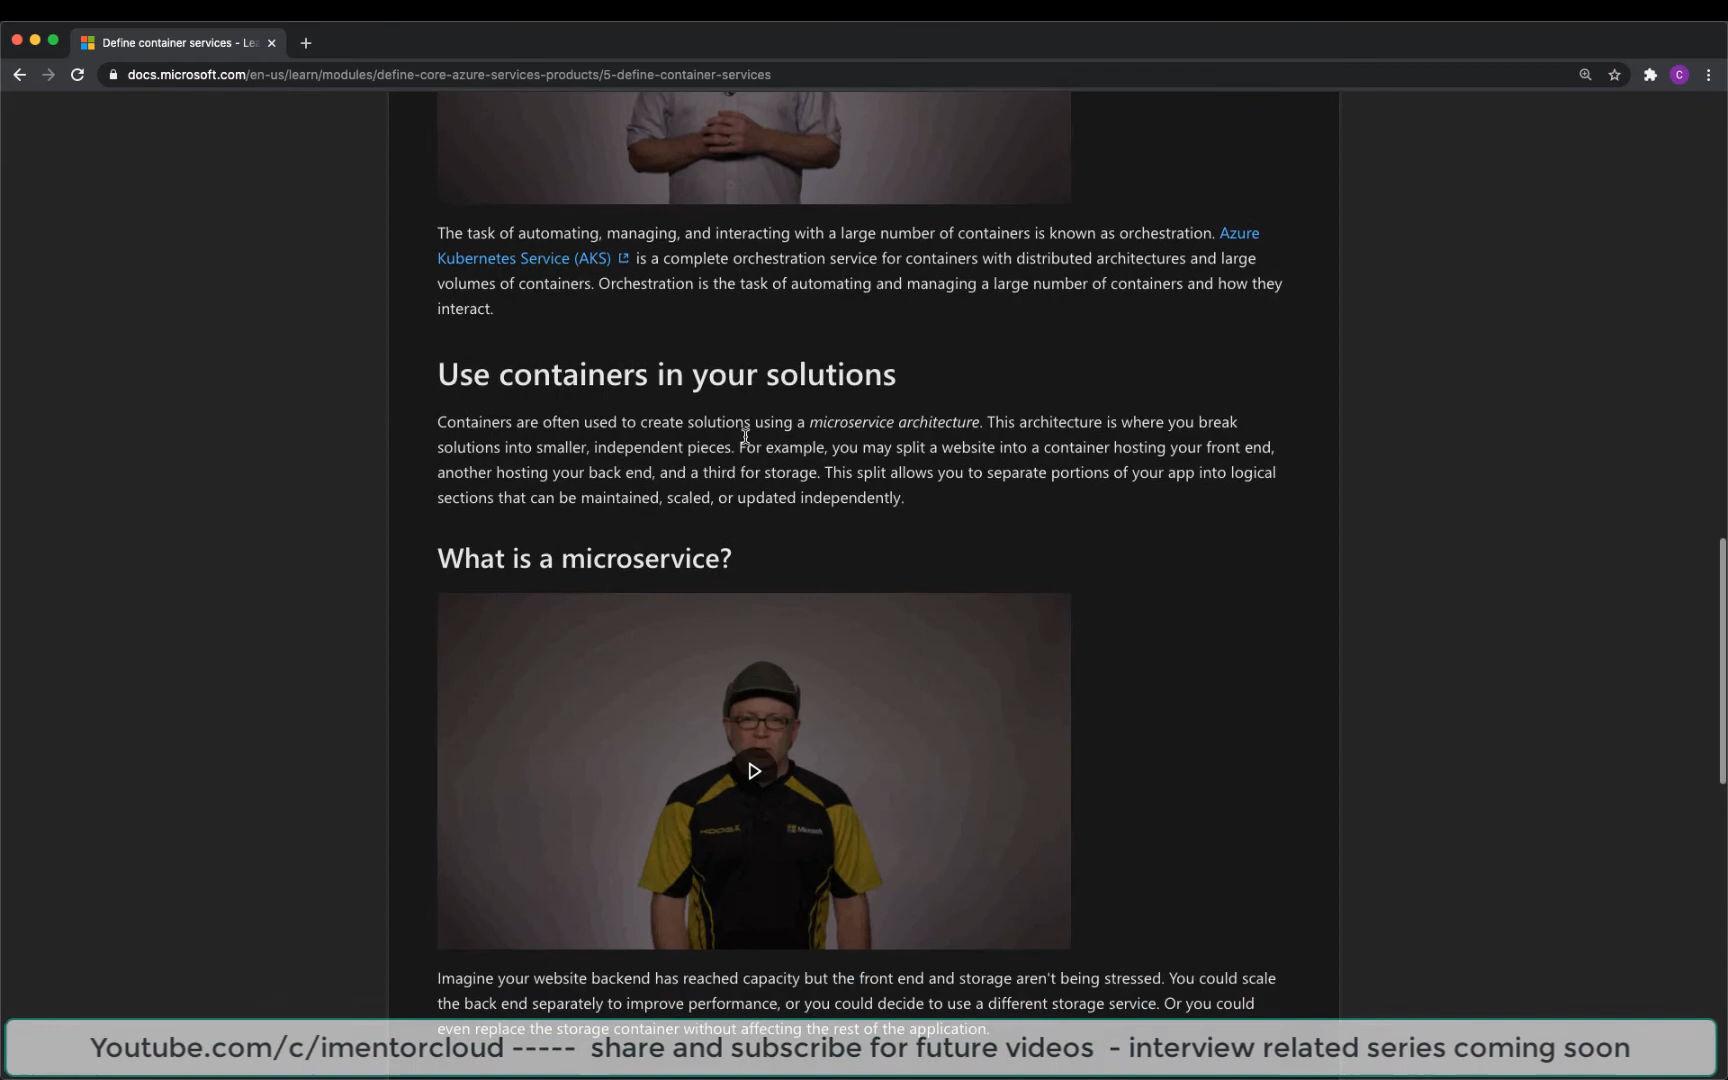 Define container services - Lea
docs.microsoft.com/en-us/learn/modules/define-core-azure-services-products/5-define-container-services
C
The task of automating, managing, and interacting with a large number of containers is known as orchestration. Azure
Kubernetes Service (AKS) is a complete orchestration service for containers with distributed architectures and large
volumes of containers. Orchestration is the task of automating and managing a large number of containers and how they
interact.
Use containers in your solutions
Containers are often used to create solutions using a microservice architecture. This architecture is where you break
solutions into smaller, independent pieces. For example, you may split a website into a container hosting your front end,
another hosting your back end, and a third for storage. This split allows you to separate portions of your app into logical
sections that can be maintained, scaled, or updated independently.
What is a microservice?
Microsoft
Imagine your website backend has reached capacity but the front end and storage aren't being stressed. You could scale
the back end separately to improve performance, or you could decide to use a different storage service. Or you could
even replace the storage container without affecting the rest of the application.
Youtube.com/c/imentorcloud ----- share and subscribe for future videos - interview related series coming soon